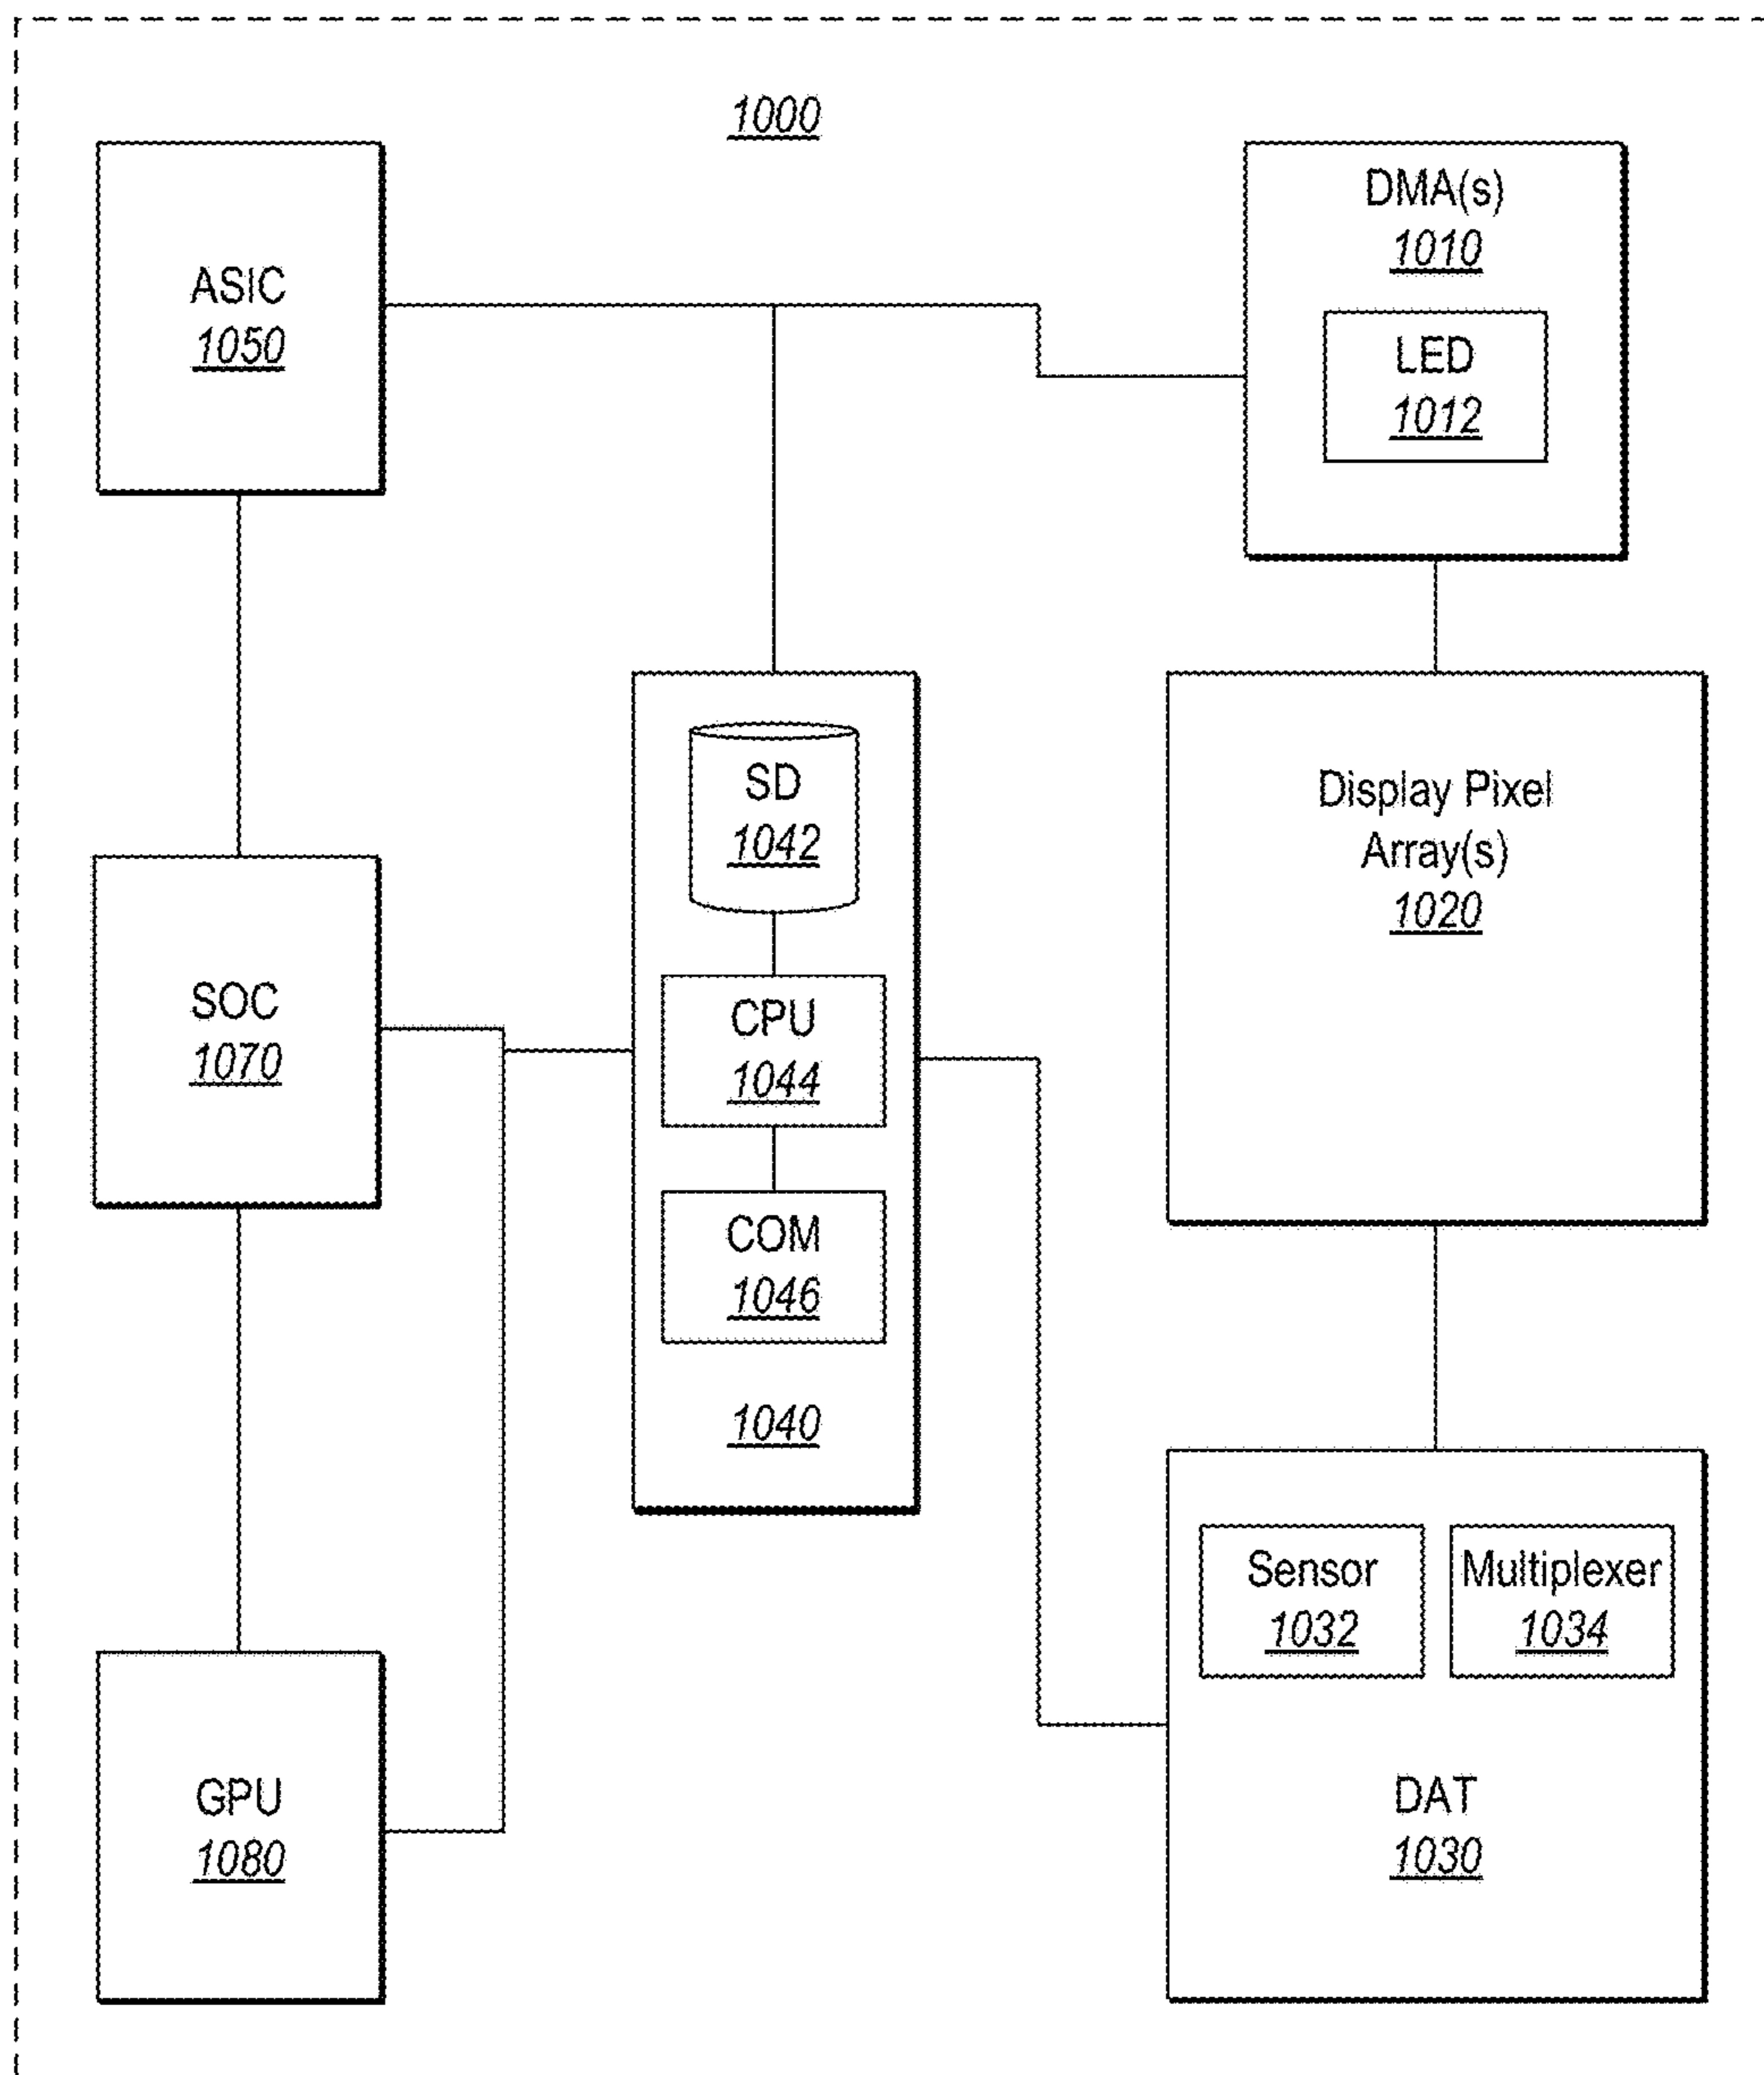 1000
ASIC
1050
DMA(s)
1010
LED
1012
SD
1042
CPU
1044
COM
1046
1040
Display Pixel
Array(s)
1020
SOC
1070
GPU
1080
Sensor
1032
Multiplexer
1034
DAT
1030